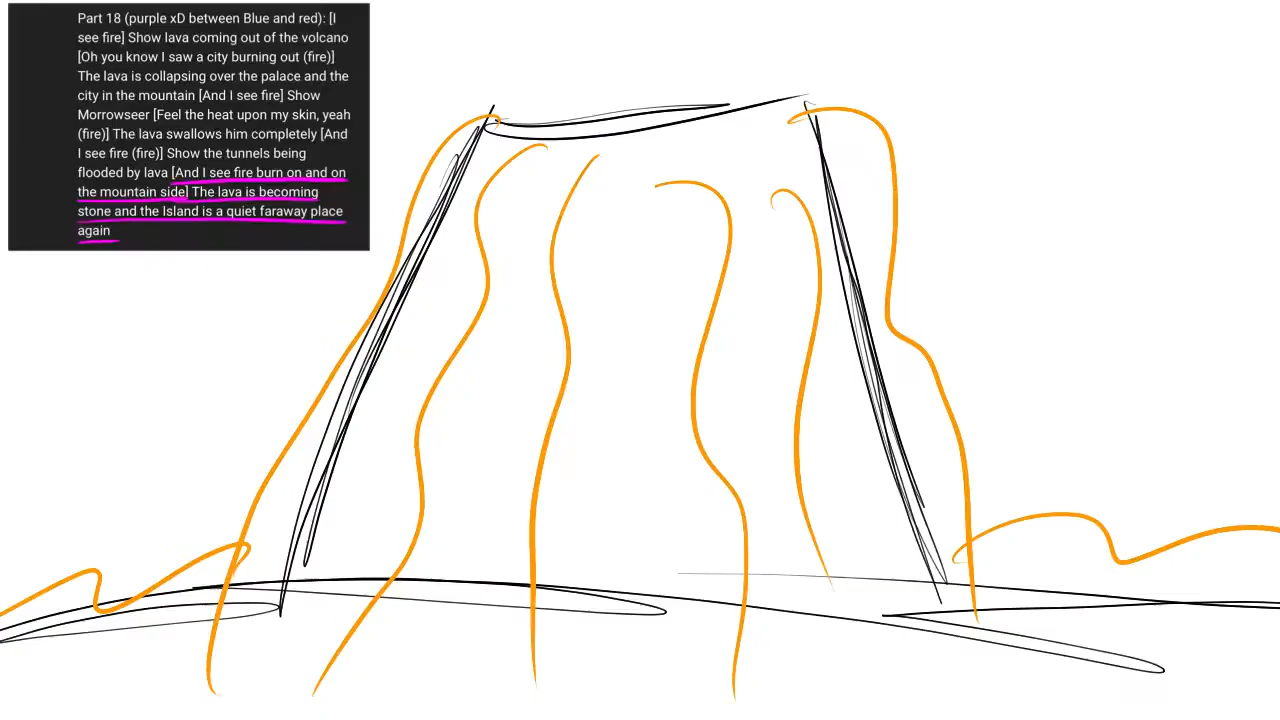 Part 18 (purple xD between Blue and red): [I
see fire] Show lava coming out of the volcano
[Oh you know I saw a city burning out (fire)]
The lava is collapsing over the palace and the
city in the mountain [And I see fire] Show
Morrowseer [Feel the heat upon my skin, yeah
(fire)] The lava swallows him completely [And
I see fire (fire)] Show the tunnels being
flooded by lava [And I see fire burn on and on
the mountain side] The lava is becoming
stone and the Island is a quiet faraway place
again